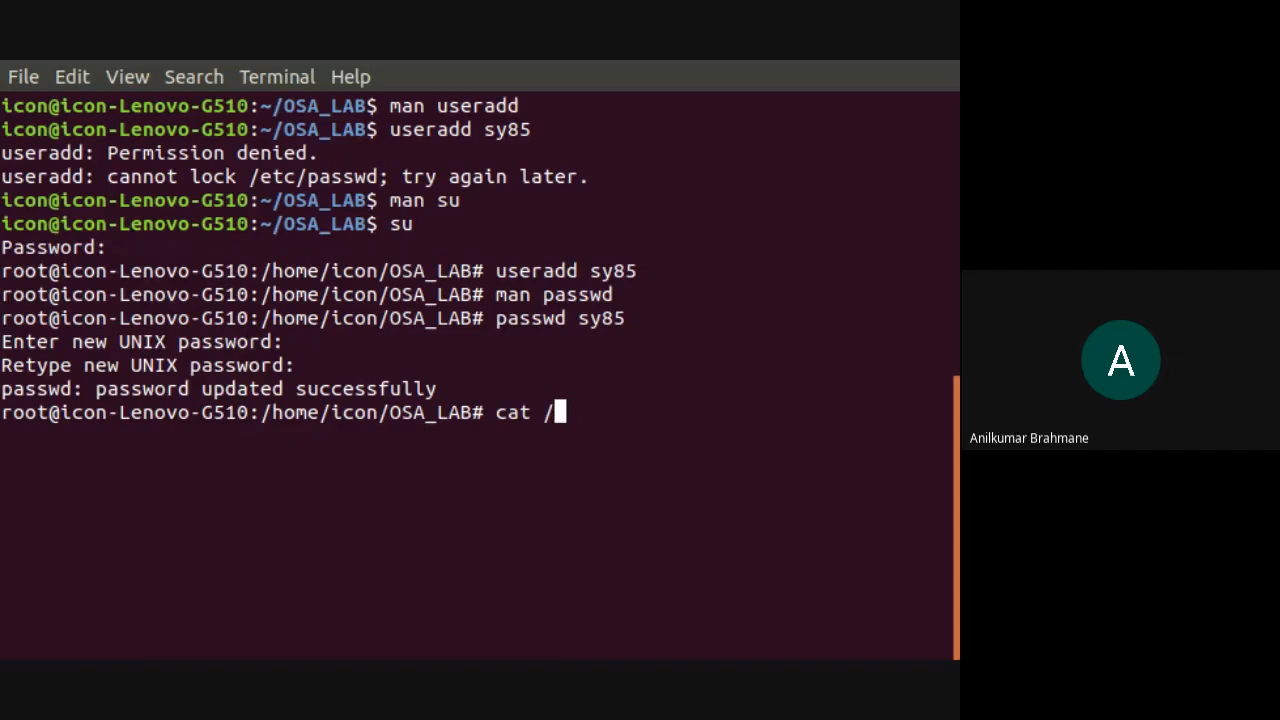 File Edit View Search Terminal Help
icon@icon-Lenovo-G510:~/OSA_LAB$ man useradd
icon@icon-Lenovo-G510:~/OSA_LAB$ useradd sy85
useradd: Permission denied.
useradd: cannot lock /etc/passwd; try again later.
icon@icon-Lenovo-G510:~/OSA_LAB$ man su
icon@icon-Lenovo-G510:~/OSA_LAB$ su
Password:
root@icon-Lenovo-G510:/home/icon/OSA_LAB# useradd sy85
root@icon-Lenovo-G510:/home/icon/OSA_LAB# man passwd
root@icon-Lenovo-G510:/home/icon/OSA_LAB# passwd sy85
Enter new UNIX password:
Retype new UNIX password:
passwd: password updated successfully
root@icon-Lenovo-G510:/home/icon/OSA_LAB# cat /
A
Anilkumar Brahmane